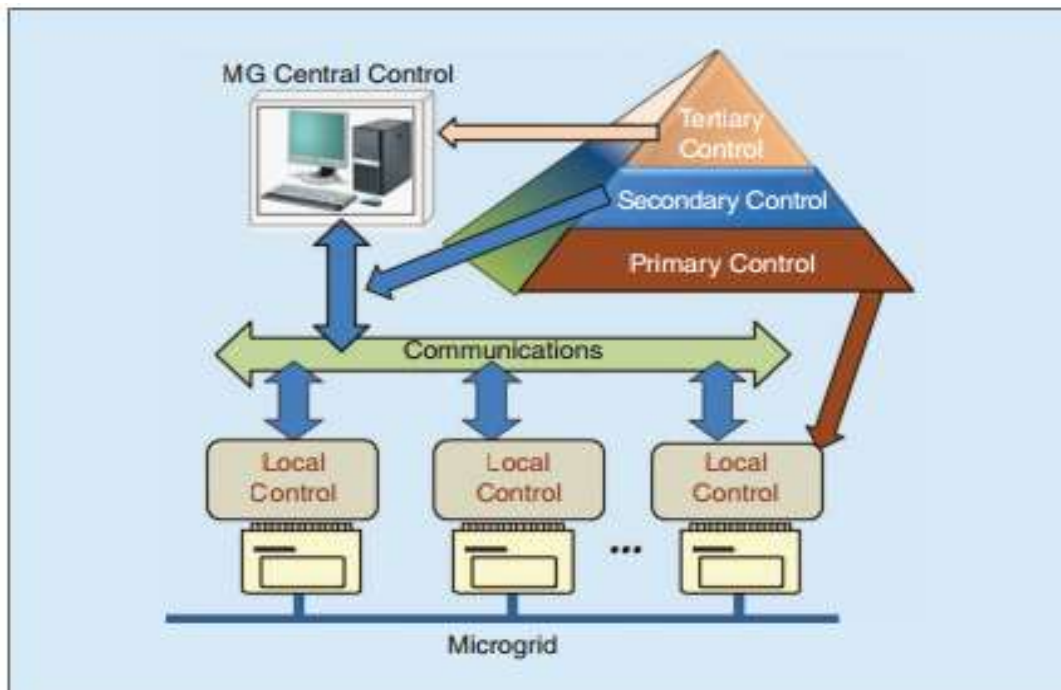 MG Central Control
Tertiary
Control
Secondary Control
Primary Control
Communications
Local
Control
Local
Control
Local
Control
...
Microgrid